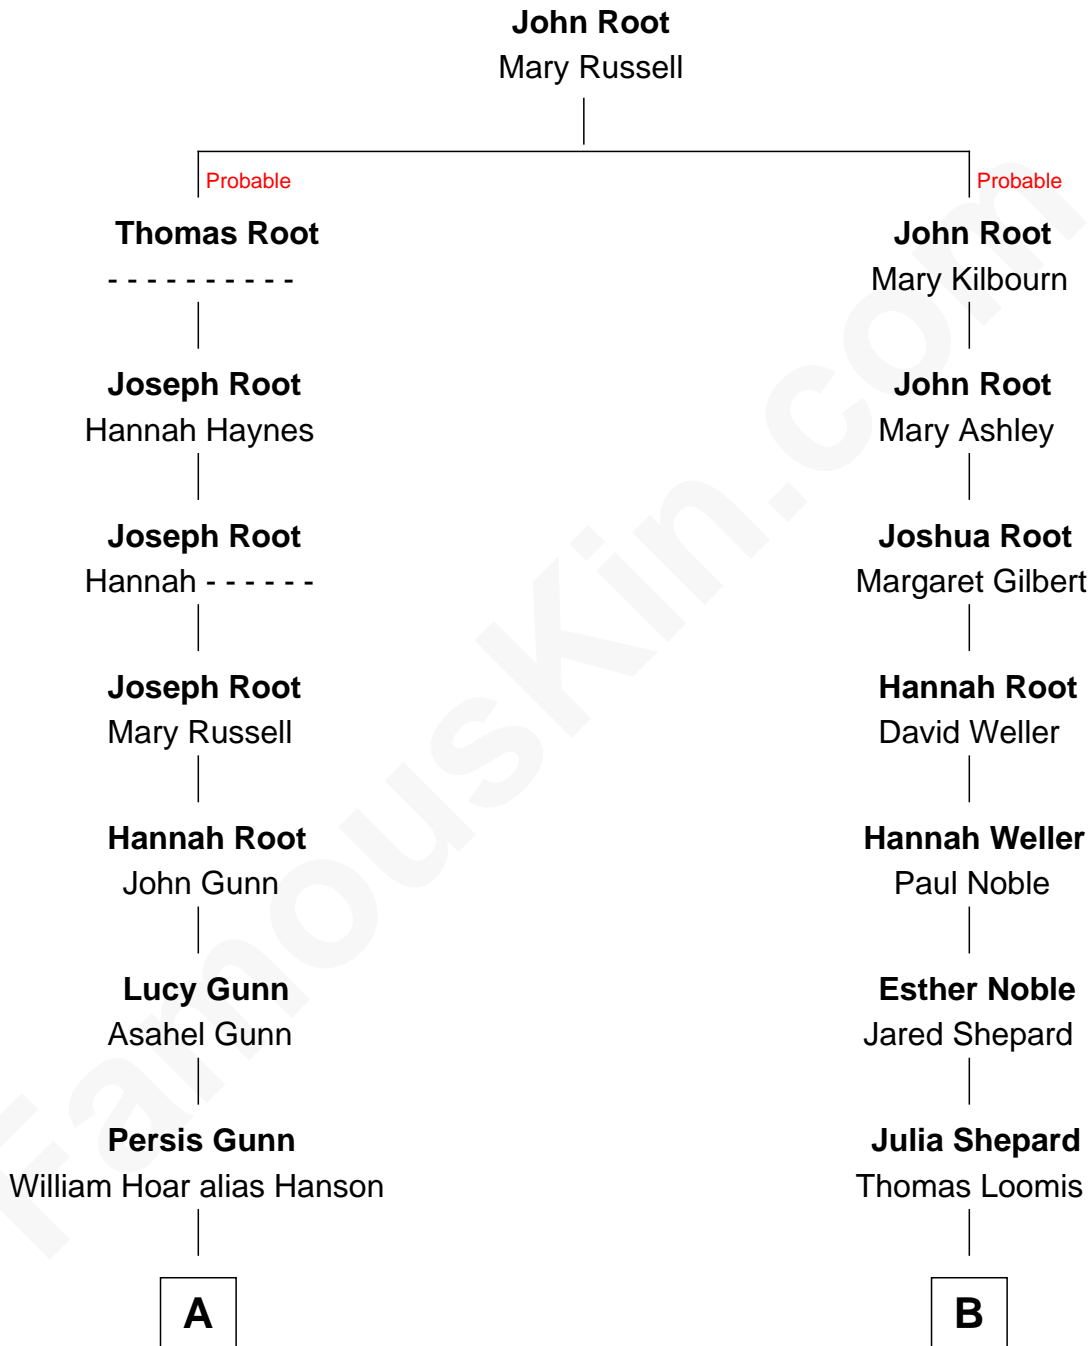 John Root
Mary Russell
Probable
Probable
Thomas Root
- - - - - - - - - -
John Root
Mary Kilbourn
Joseph Root
Hannah Haynes
John Root
Mary Ashley
Joseph Root
Hannah - - - - - -
Joshua Root
Margaret Gilbert
Joseph Root
Mary Russell
Hannah Root
David Weller
Hannah Root
John Gunn
Hannah Weller
Paul Noble
Lucy Gunn
Asahel Gunn
Esther Noble
Jared Shepard
Persis Gunn
William Hoar alias Hanson
Julia Shepard
Thomas Loomis
A
B
FamousKin.com